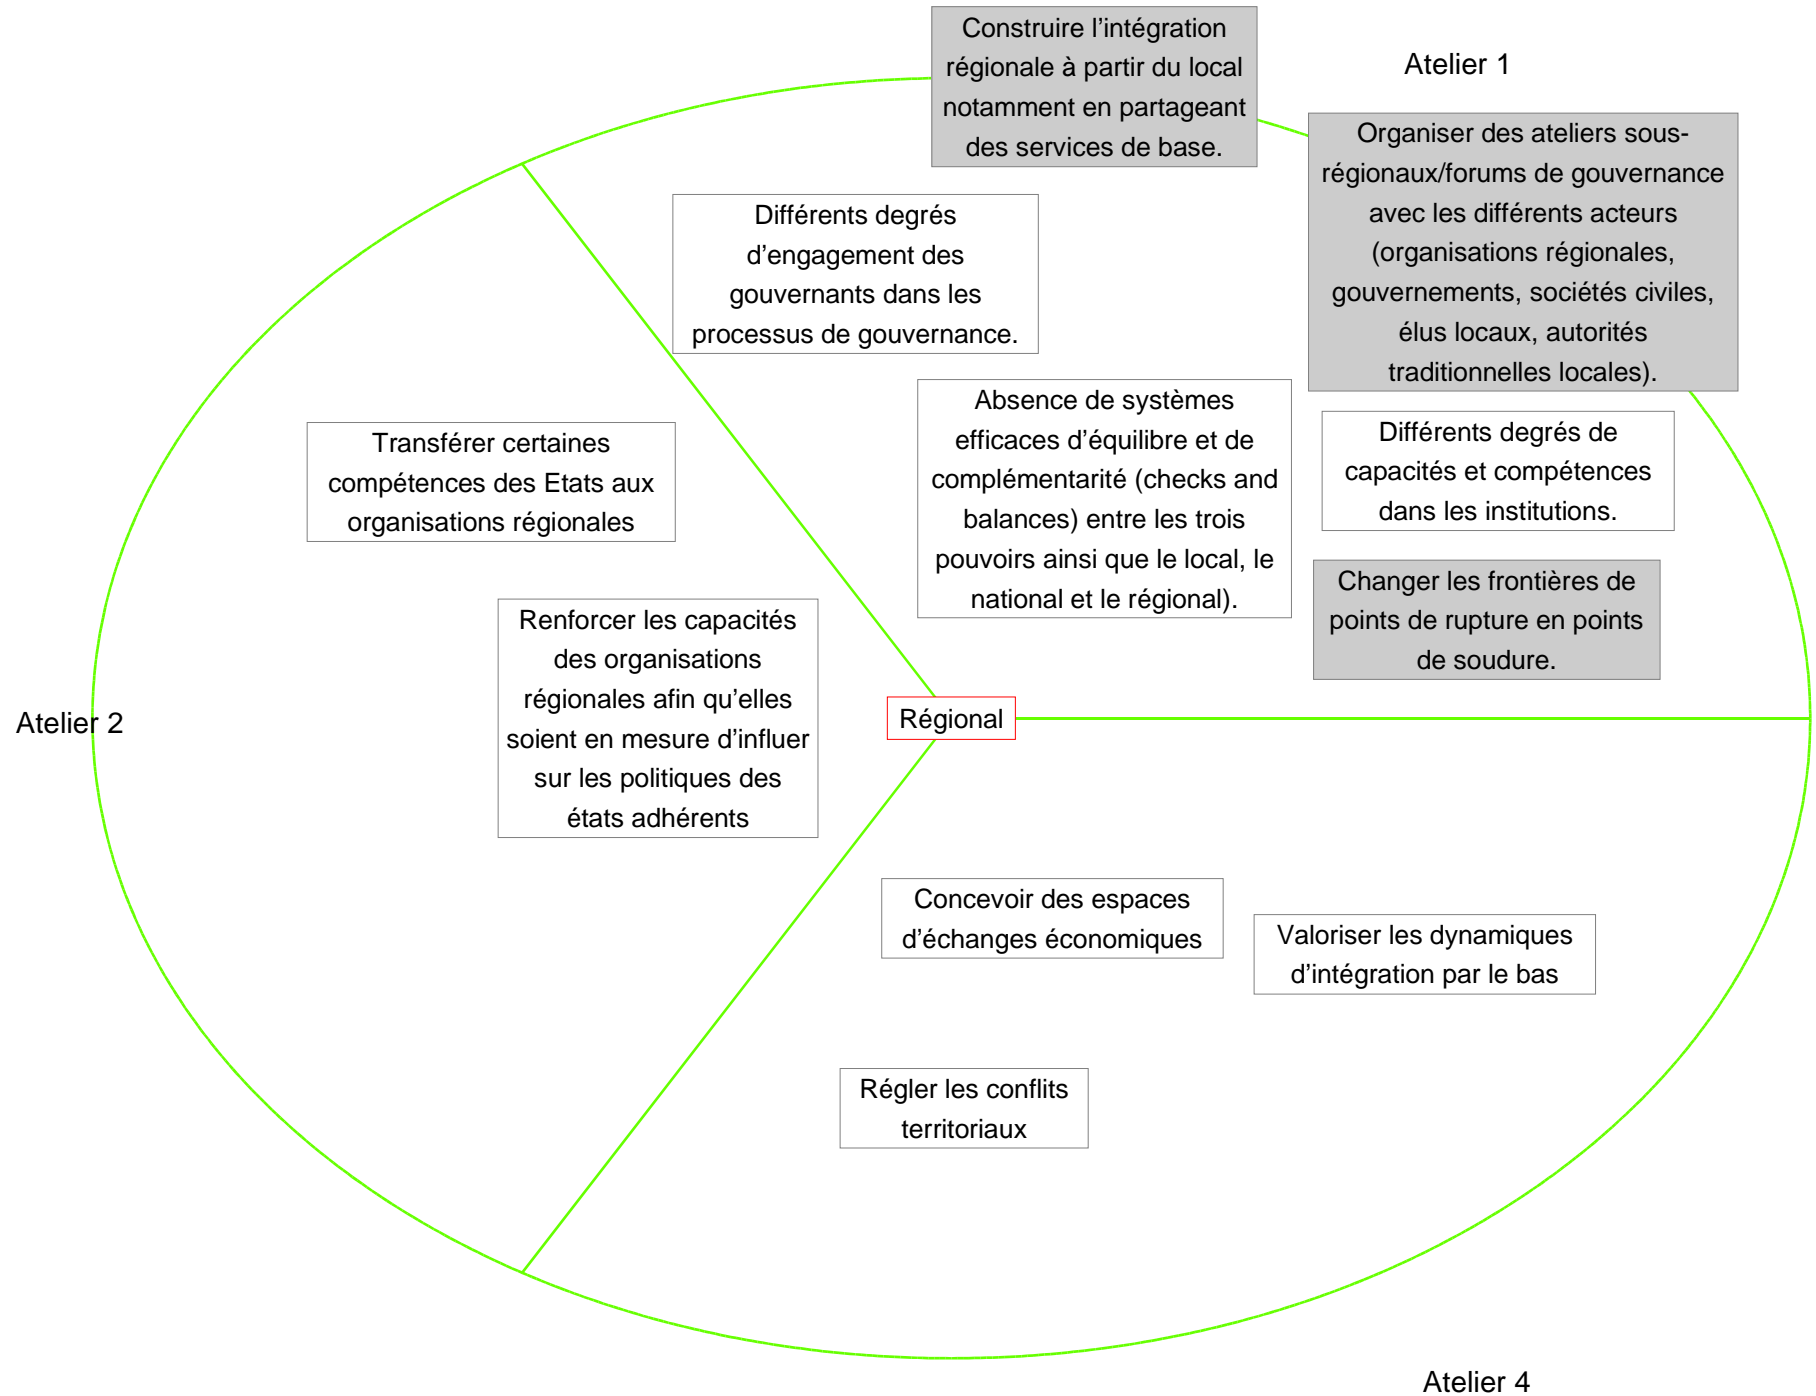 Construire l’intégration
régionale à partir du local
notamment en partageant
des services de base.
Atelier 1
Organiser des ateliers sous-
régionaux/forums de gouvernance
avec les différents acteurs
(organisations régionales,
gouvernements, sociétés civiles,
élus locaux, autorités
traditionnelles locales).
Différents degrés
d’engagement des
gouvernants dans les
processus de gouvernance.
Absence de systèmes
efficaces d’équilibre et de
complémentarité (checks and
balances) entre les trois
pouvoirs ainsi que le local, le
national et le régional).
Différents degrés de
capacités et compétences
dans les institutions.
Transférer certaines
compétences des Etats aux
organisations régionales
Changer les frontières de
points de rupture en points
de soudure.
Renforcer les capacités
des organisations
régionales afin qu’elles
soient en mesure d’influer
sur les politiques des
états adhérents
Régional
Atelier 2
Concevoir des espaces
d’échanges économiques
Valoriser les dynamiques
d’intégration par le bas
Régler les conflits
territoriaux
Atelier 4